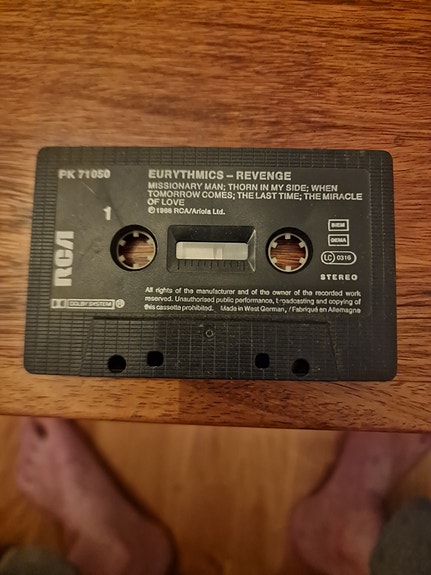 PK 71050
EURYTHMICS – REVENGE
MISSIONARY MAN; THORN IN MY SIDE; WHEN
TOMORROW COMES; THE LAST TIME; THE MIRACLE
OF LOVE
℗ 1986 RCA/Ariola Ltd.
1
RCA
BIEM
GEMA
LC 0316
STEREO
DOLBY SYSTEM ®
All rights of the manufacturer and of the owner of the recorded work
reserved. Unauthorised public performance, broadcasting and copying of
this cassette prohibited. Made in West Germany / Fabriqué en Allemagne